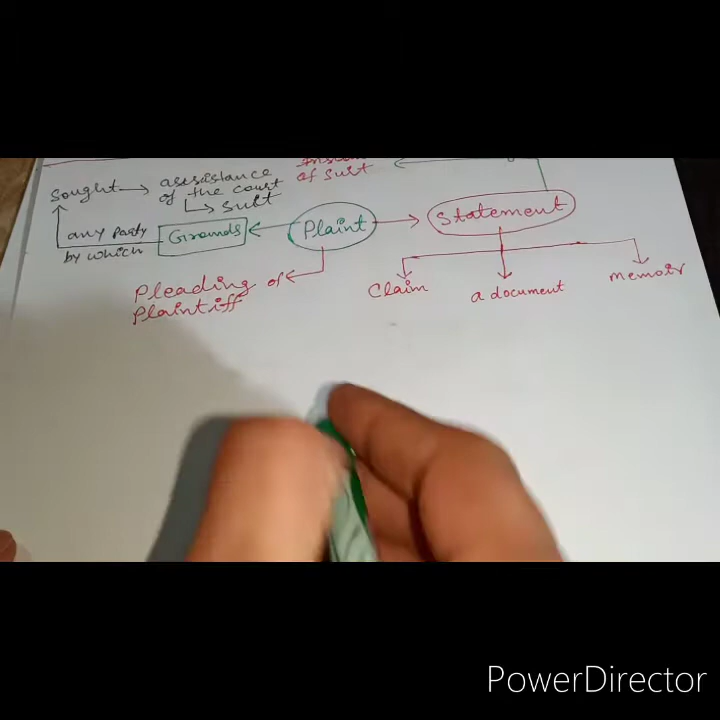 of suit
sought
assistance
of the court
suit
any party
by which
Grounds
Plaint
Statement
Pleading of
Plaintiff
Claim
a document
memoir
PowerDirector